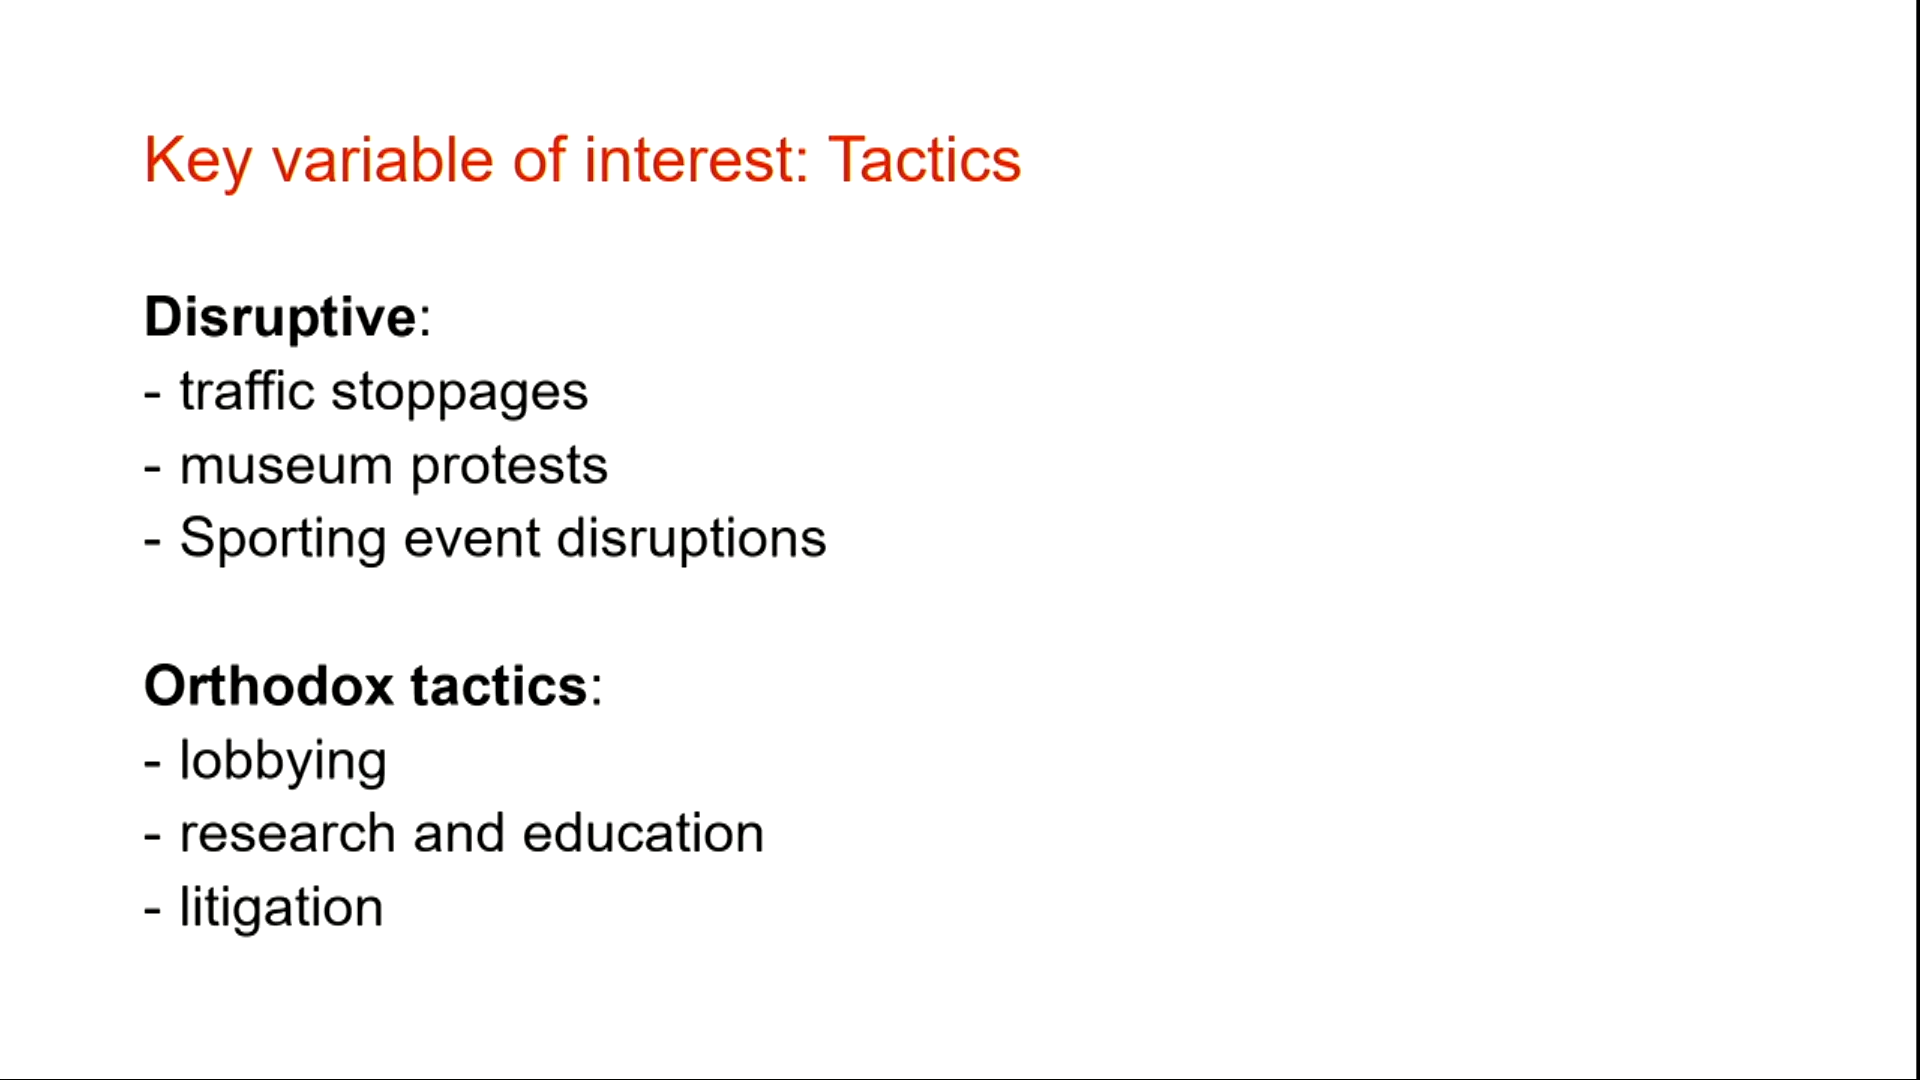 Key variable of interest: Tactics
Disruptive:
- traffic stoppages
- museum protests
- Sporting event disruptions
Orthodox tactics:
- lobbying
- research and education
- litigation